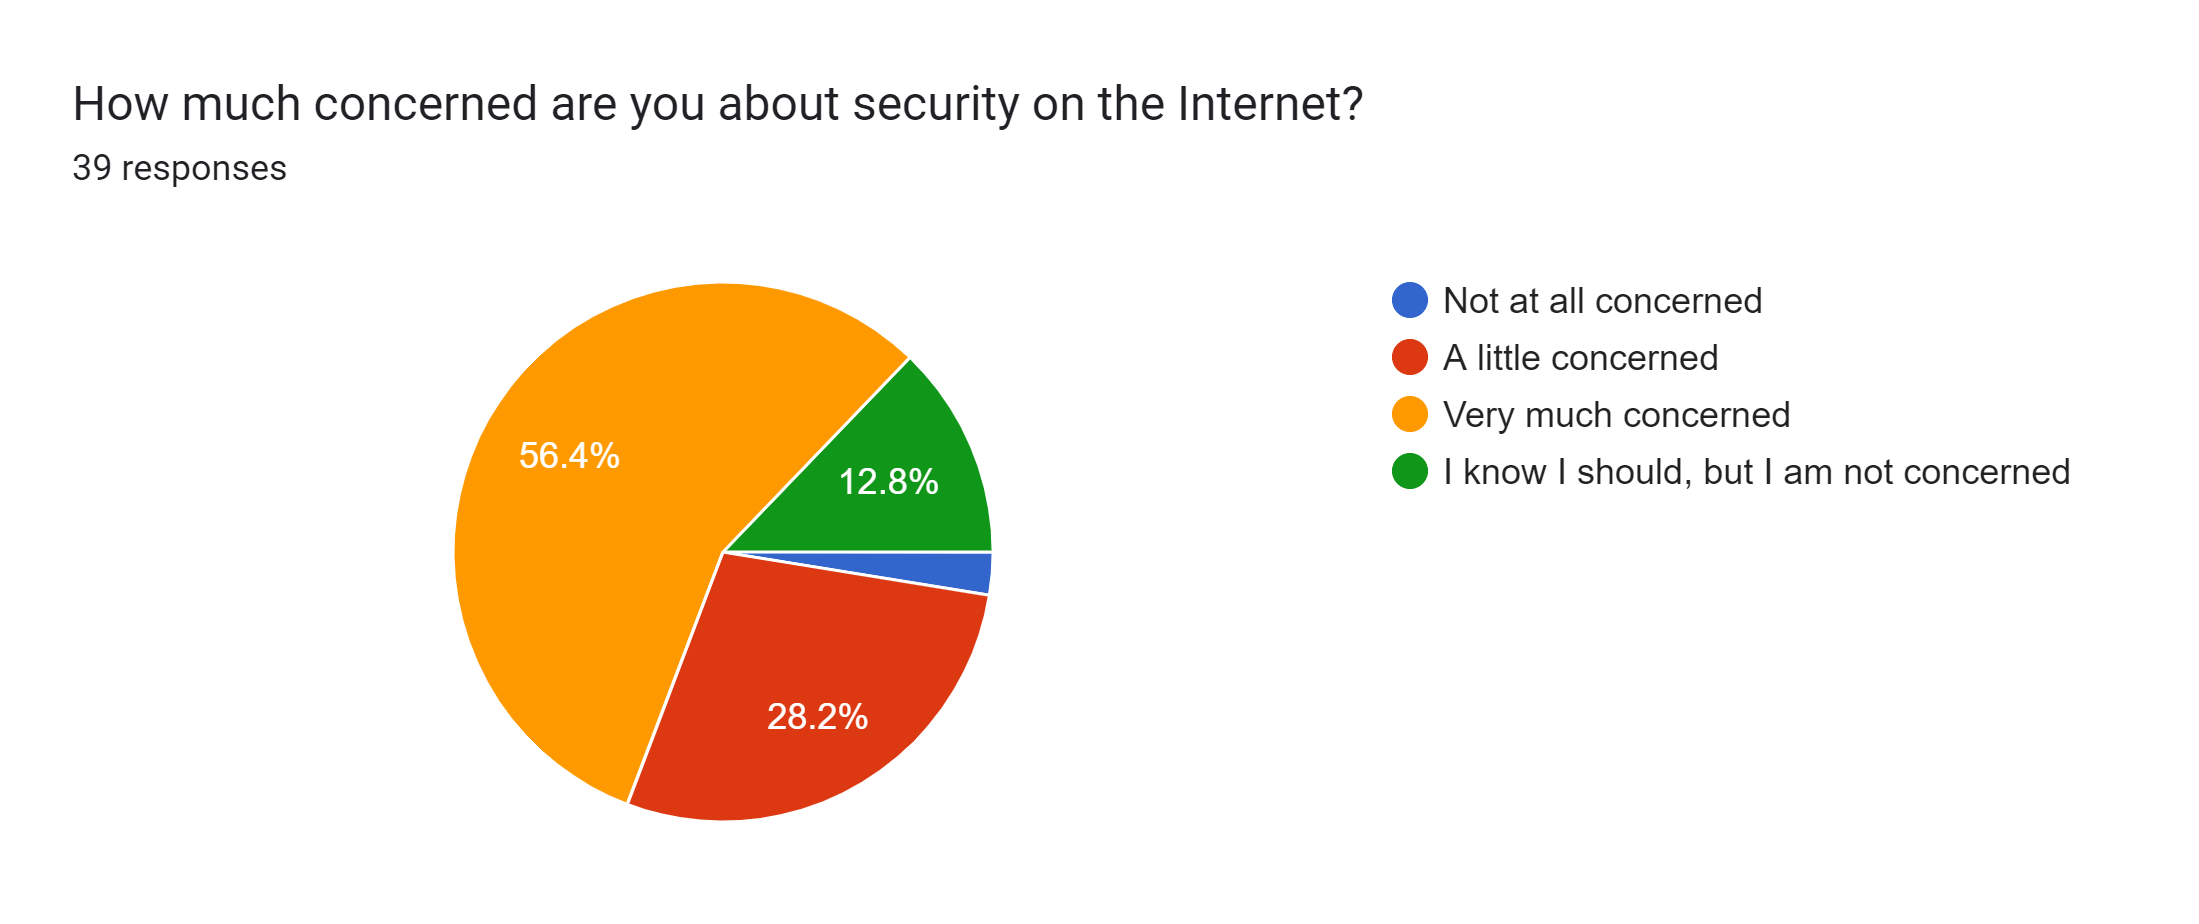 How much concerned are you about security on the Internet?
39 responses
Not at all concerned
A little concerned
Very much concerned
I know I should, but I am not concerned
56.4%
12.8%
28.2%